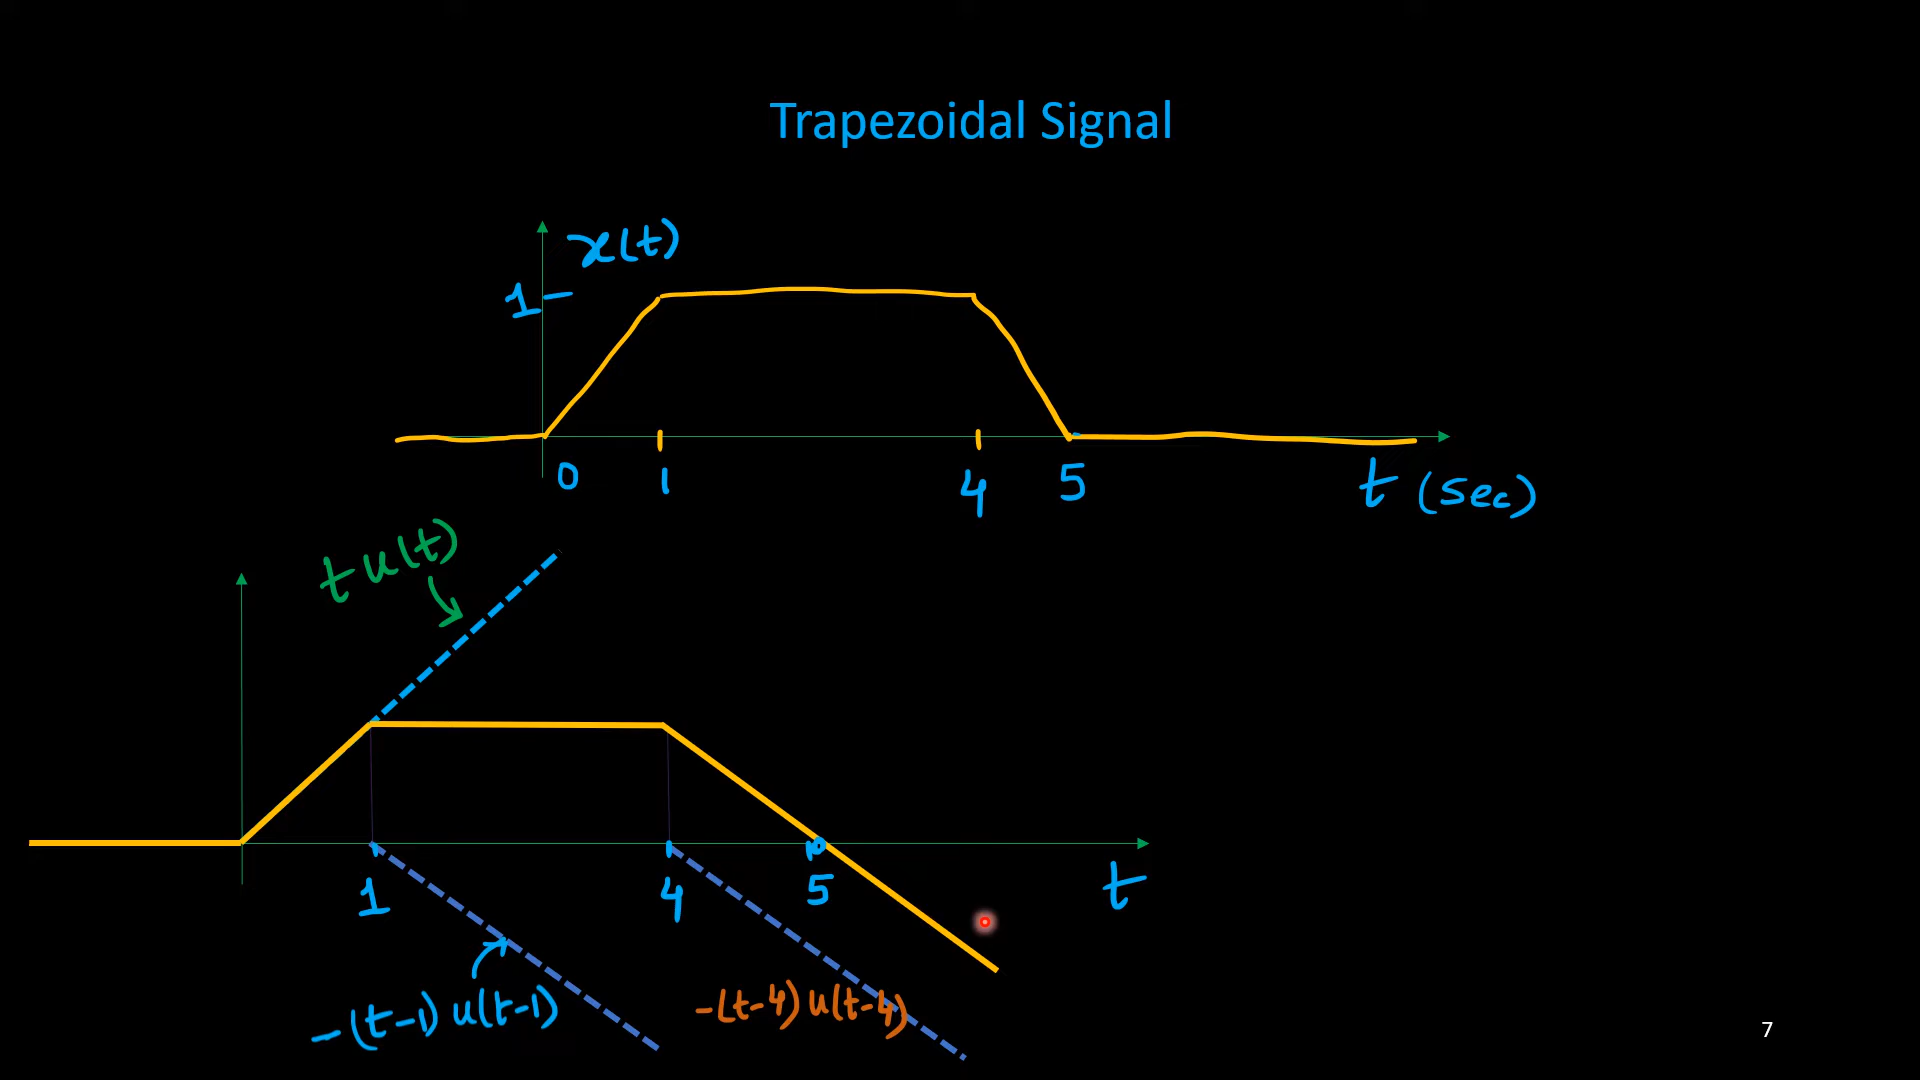 Trapezoidal Signal
x(t)
1
0 1 4 5 t (sec)
t u(t)
1 4 5 t
-(t-1) u(t-1)
-(t-4) u(t-4)
7